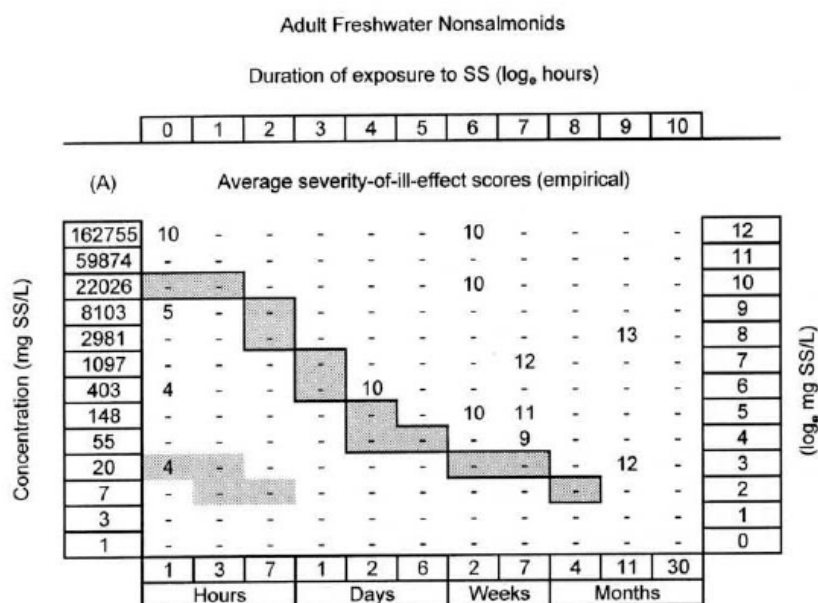 Adult Freshwater Nonsalmonids
Duration of exposure to SS (logₑ hours)
0 1 2 3 4 5 6 7 8 9 10
(A) Average severity-of-ill-effect scores (empirical)
Concentration (mg SS/L)
162755 10 - - - - - 10 - - - - 12
59874 - - - - - - - - - - - 11
22026 - - - - - - 10 - - - - 10
8103 5 - - - - - - - - - - 9
2981 - - - - - - - - - 13 - 8
1097 - - - - - - - 12 - - - 7
403 4 - - - 10 - - - - - - 6
148 - - - - - - 10 11 - - - 5
55 - - - - - - - 9 - - - 4
20 4 - - - - - - - - 12 - 3
7 - - - - - - - - - - - 2
3 - - - - - - - - - - - 1
1 - - - - - - - - - - - 0
(logₑ mg SS/L)
1 3 7 1 2 6 2 7 4 11 30
Hours Days Weeks Months